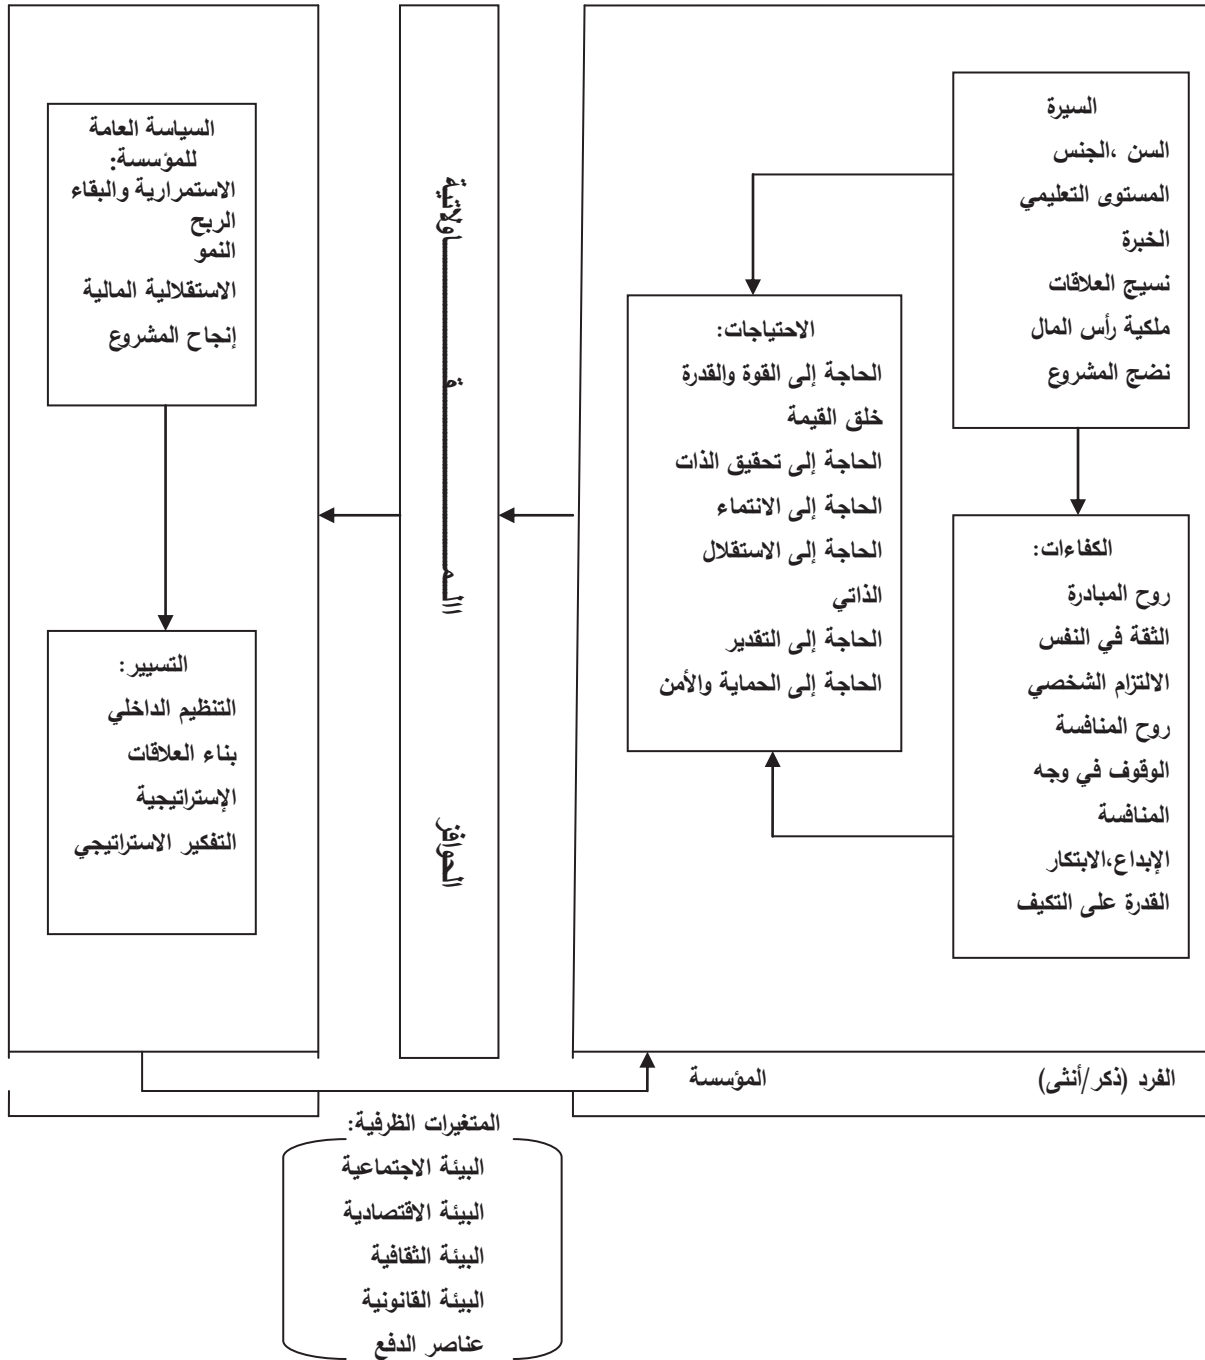 السيرة
السن ،الجنس
المستوى التعليمي
الخبرة
نسيج العلاقات
ملكية رأس المال
نضج المشروع
الكفاءات:
روح المبادرة
الثقة في النفس
الالتزام الشخصي
روح المنافسة
الوقوف في وجه
المنافسة
الإبداع،الابتكار
القدرة على التكيف
الاحتياجات:
الحاجة إلى القوة والقدرة
خلق القيمة
الحاجة إلى تحقيق الذات
الحاجة إلى الانتماء
الحاجة إلى الاستقلال
الذاتي
الحاجة إلى التقدير
الحاجة إلى الحماية والأمن
الفرد (ذكر/أنثى)
المؤسسة
الحوافز
السياسة العامة
للمؤسسة:
الاستمرارية والبقاء
الربح
النمو
الاستقلالية المالية
إنجاح المشروع
التسيير:
التنظيم الداخلي
بناء العلاقات
الإستراتيجية
التفكير الاستراتيجي
المتغيرات الظرفية:
البيئة الاجتماعية
البيئة الاقتصادية
البيئة الثقافية
البيئة القانونية
عناصر الدفع